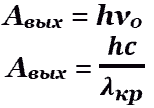 Aвых = hνo
Aвых = hc/λкр